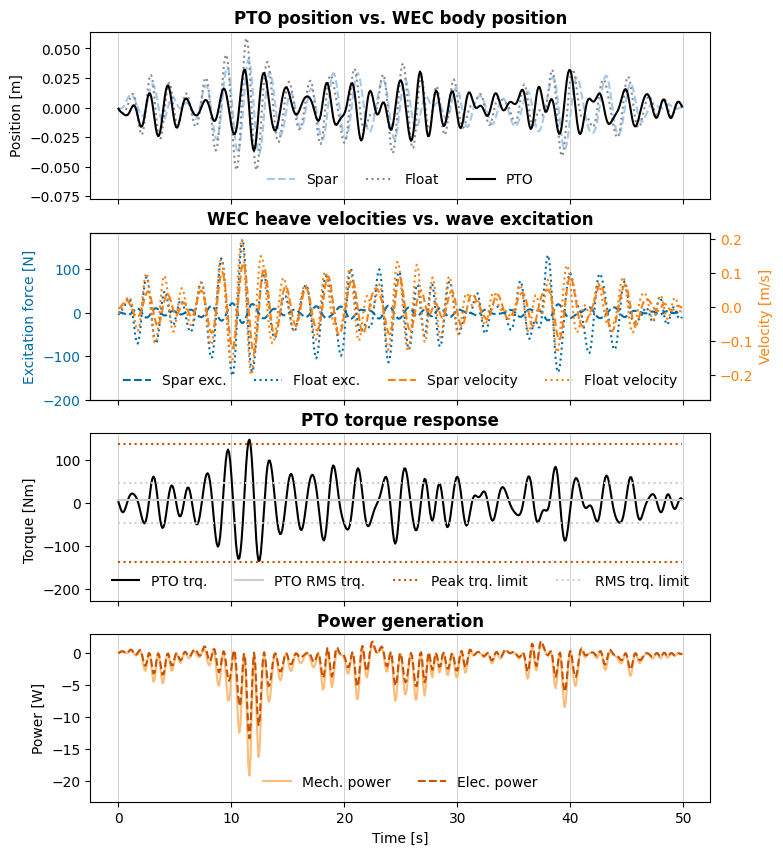 PTO position vs. WEC body position
0.050
0.025
0.000
−0.025
−0.050
−0.075
Position [m]
Spar Float PTO
WEC heave velocities vs. wave excitation
100
0
−100
−200
Excitation force [N]
0.2
0.1
0.0
−0.1
−0.2
Velocity [m/s]
Spar exc. Float exc. Spar velocity Float velocity
PTO torque response
100
0
−100
−200
Torque [Nm]
PTO trq. PTO RMS trq. Peak trq. limit RMS trq. limit
Power generation
0
−5
−10
−15
−20
Power [W]
Mech. power Elec. power
0 10 20 30 40 50
Time [s]